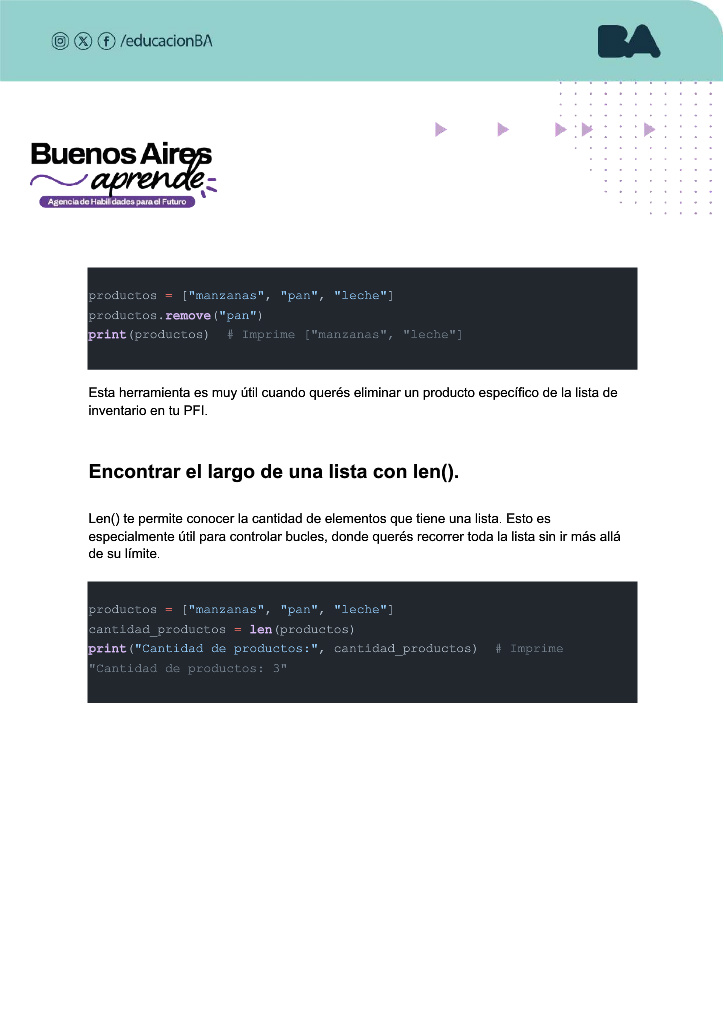 /educacionBA
BA
Buenos Aires
aprende
Agencia de Habilidades para el Futuro
productos = ["manzanas", "pan", "leche"]
productos.remove("pan")
print(productos)  # Imprime ["manzanas", "leche"]
Esta herramienta es muy útil cuando querés eliminar un producto específico de la lista de
inventario en tu PFI.
Encontrar el largo de una lista con len().
Len() te permite conocer la cantidad de elementos que tiene una lista. Esto es
especialmente útil para controlar bucles, donde querés recorrer toda la lista sin ir más allá
de su límite.
productos = ["manzanas", "pan", "leche"]
cantidad_productos = len(productos)
print("Cantidad de productos:", cantidad_productos)  # Imprime
"Cantidad de productos: 3"